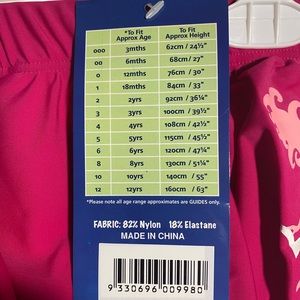 *To Fit Approx Age *To Fit Approx Height
000 3mths 62cm / 24½"
00 6mths 68cm / 27"
0 12mths 76cm / 30"
1 18mths 84cm / 33"
2 2yrs 92cm / 36¼"
3 3yrs 100cm / 39½"
4 4yrs 108cm / 42½"
5 5yrs 115cm / 45½"
6 6yrs 120cm / 47¼"
8 8yrs 130cm / 51¼"
10 10yrs 140cm / 55"
12 12yrs 160cm / 63"
*Please note all age range approximates are GUIDES only.
FABRIC: 82% Nylon 18% Elastane
MADE IN CHINA
9 330696 009980